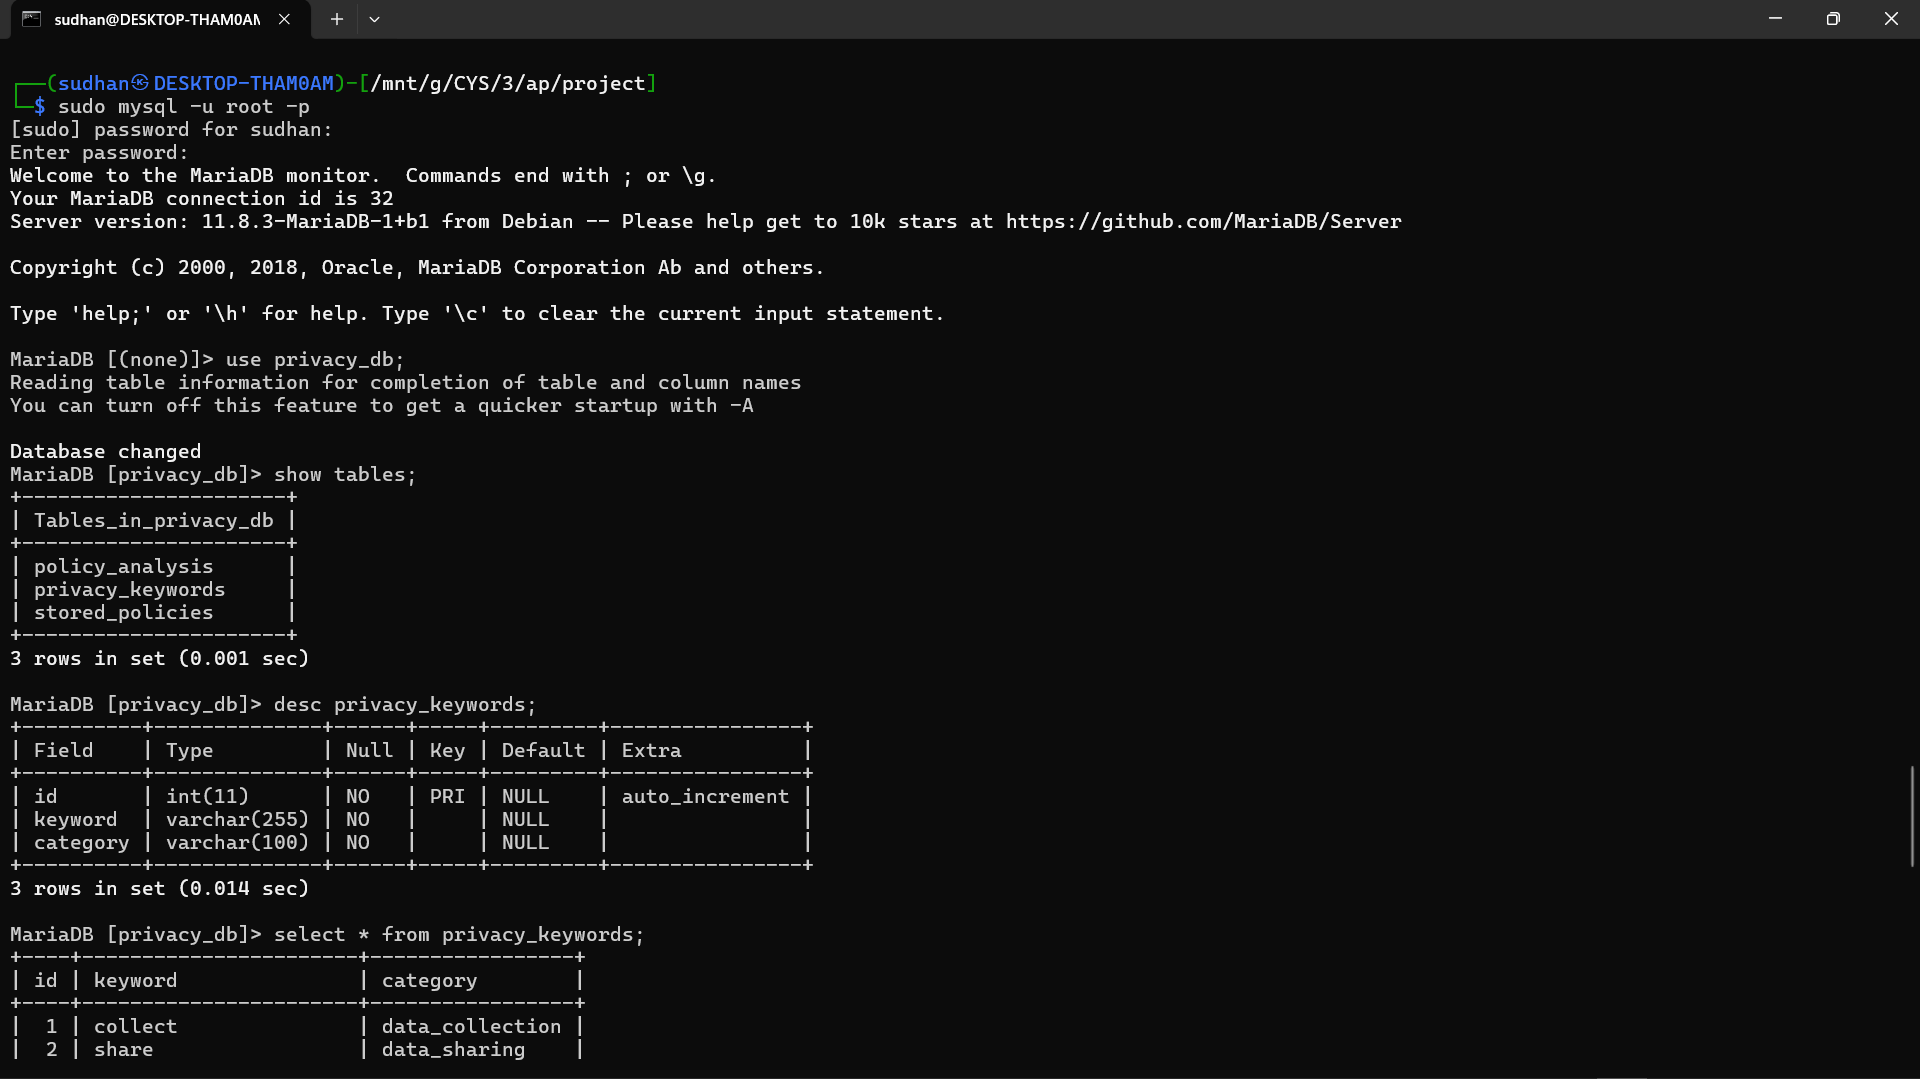 sudhan@DESKTOP-THAM0AM
┌──(sudhan㉿DESKTOP-THAM0AM)-[/mnt/g/CYS/3/ap/project]
└─$ sudo mysql -u root -p
[sudo] password for sudhan:
Enter password:
Welcome to the MariaDB monitor.  Commands end with ; or \g.
Your MariaDB connection id is 32
Server version: 11.8.3-MariaDB-1+b1 from Debian -- Please help get to 10k stars at https://github.com/MariaDB/Server
Copyright (c) 2000, 2018, Oracle, MariaDB Corporation Ab and others.
Type 'help;' or '\h' for help. Type '\c' to clear the current input statement.
MariaDB [(none)]> use privacy_db;
Reading table information for completion of table and column names
You can turn off this feature to get a quicker startup with -A
Database changed
MariaDB [privacy_db]> show tables;
+----------------------+
| Tables_in_privacy_db |
+----------------------+
| policy_analysis      |
| privacy_keywords     |
| stored_policies      |
+----------------------+
3 rows in set (0.001 sec)
MariaDB [privacy_db]> desc privacy_keywords;
+----------+--------------+------+-----+---------+----------------+
| Field    | Type         | Null | Key | Default | Extra          |
+----------+--------------+------+-----+---------+----------------+
| id       | int(11)      | NO   | PRI | NULL    | auto_increment |
| keyword  | varchar(255) | NO   |     | NULL    |                |
| category | varchar(100) | NO   |     | NULL    |                |
+----------+--------------+------+-----+---------+----------------+
3 rows in set (0.014 sec)
MariaDB [privacy_db]> select * from privacy_keywords;
+----+-----------------------+-----------------+
| id | keyword               | category        |
+----+-----------------------+-----------------+
|  1 | collect               | data_collection |
|  2 | share                 | data_sharing    |